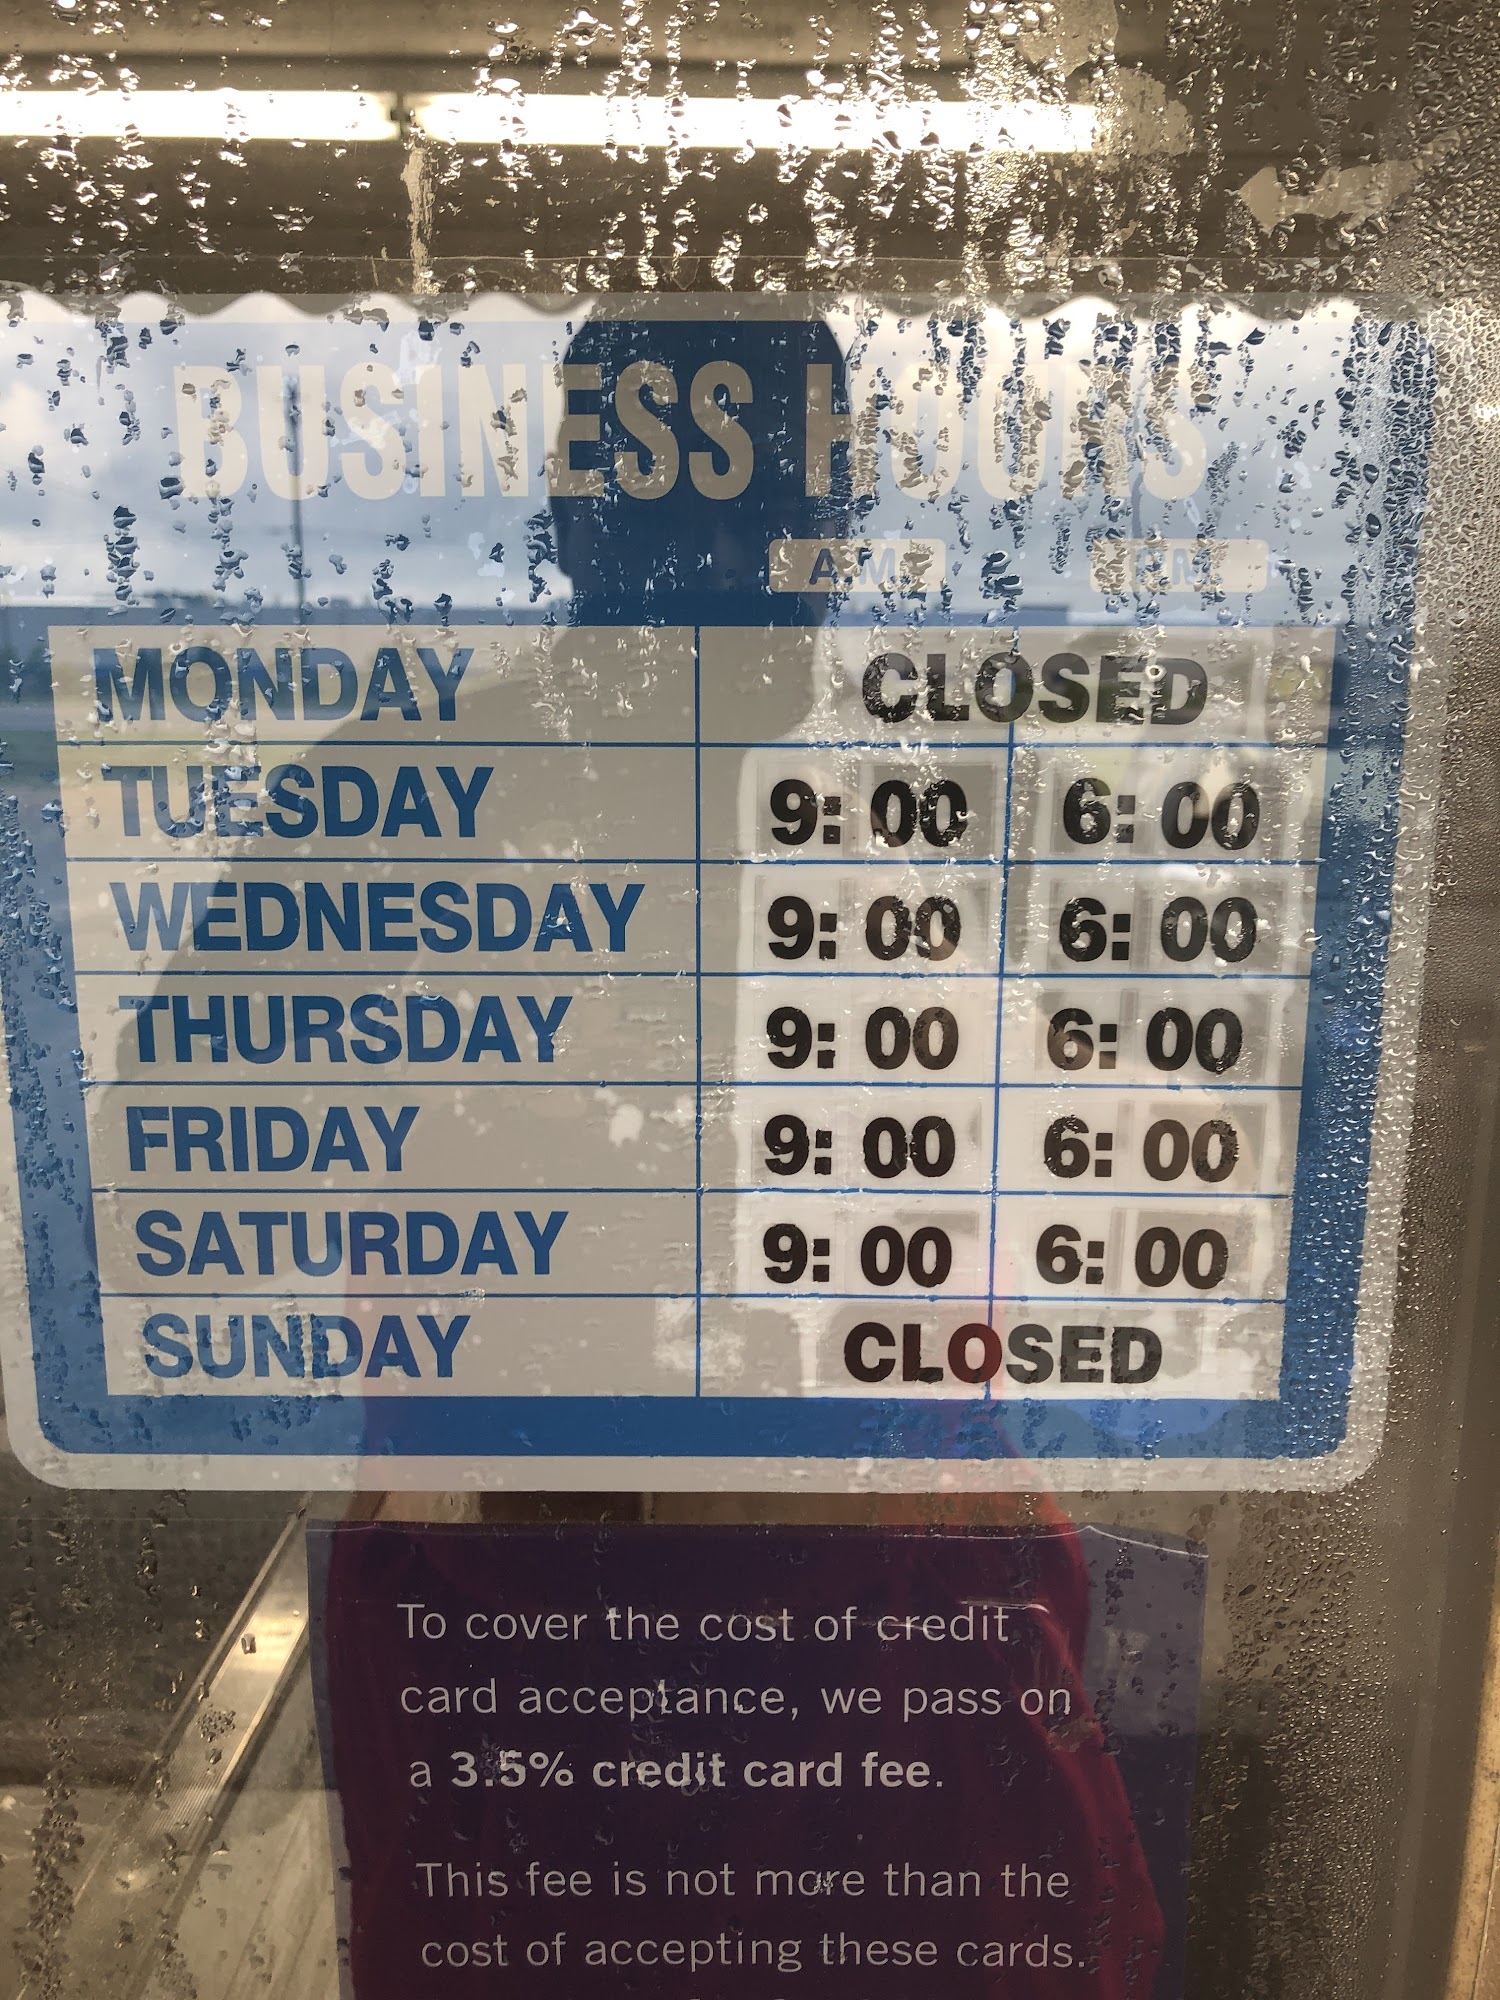 BUSINESS HOURS
A.M. P.M.
MONDAY CLOSED
TUESDAY 9:00 6:00
WEDNESDAY 9:00 6:00
THURSDAY 9:00 6:00
FRIDAY 9:00 6:00
SATURDAY 9:00 6:00
SUNDAY CLOSED
To cover the cost of credit
card acceptance, we pass on
a 3.5% credit card fee.
This fee is not more than the
cost of accepting these cards.